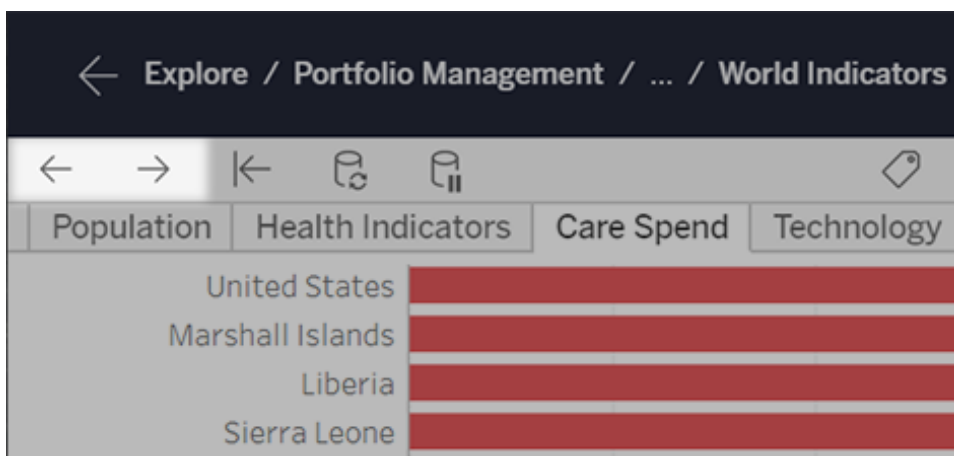 Explore / Portfolio Management / ... / World Indicators
Population Health Indicators Care Spend Technology
United States
Marshall Islands
Liberia
Sierra Leone